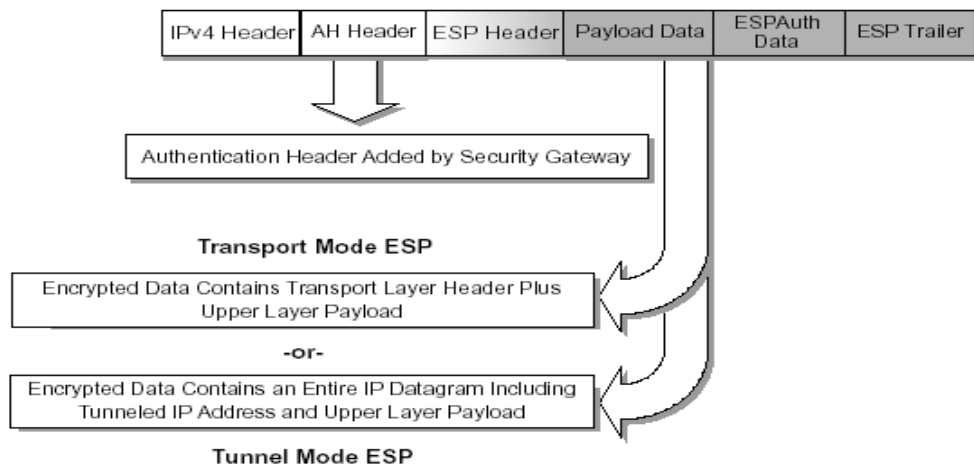 IPv4 Header AH Header ESP Header Payload Data ESPAuth Data ESP Trailer
Authentication Header Added by Security Gateway
Transport Mode ESP
Encrypted Data Contains Transport Layer Header Plus
Upper Layer Payload
-or-
Encrypted Data Contains an Entire IP Datagram Including
Tunneled IP Address and Upper Layer Payload
Tunnel Mode ESP